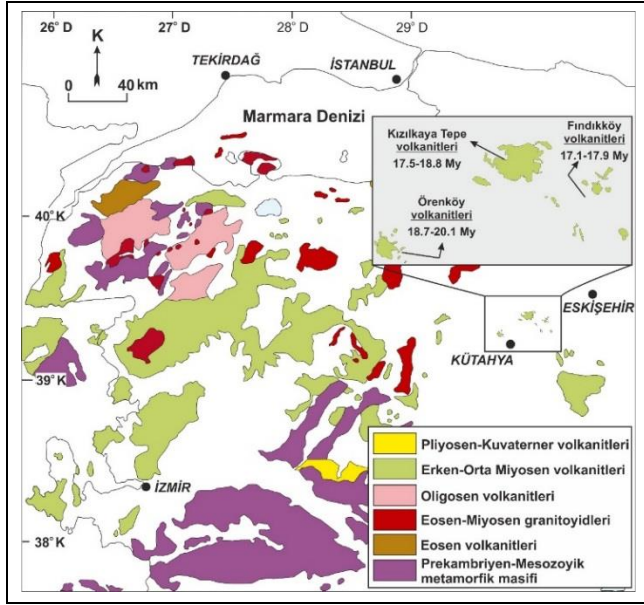 26° D
27° D
28° D
29° D
K
0 40 km
TEKİRDAĞ
İSTANBUL
Marmara Denizi
Kızılkaya Tepe
volkanitleri
17.5-18.8 My
Fındıkköy
volkanitleri
17.1-17.9 My
Örenköy
volkanitleri
18.7-20.1 My
40° K
ESKİŞEHİR
KÜTAHYA
39° K
İZMİR
38° K
Pliyosen-Kuvaterner volkanitleri
Erken-Orta Miyosen volkanitleri
Oligosen volkanitleri
Eosen-Miyosen granitoyidleri
Eosen volkanitleri
Prekambriyen-Mesozoyik
metamorfik masifi